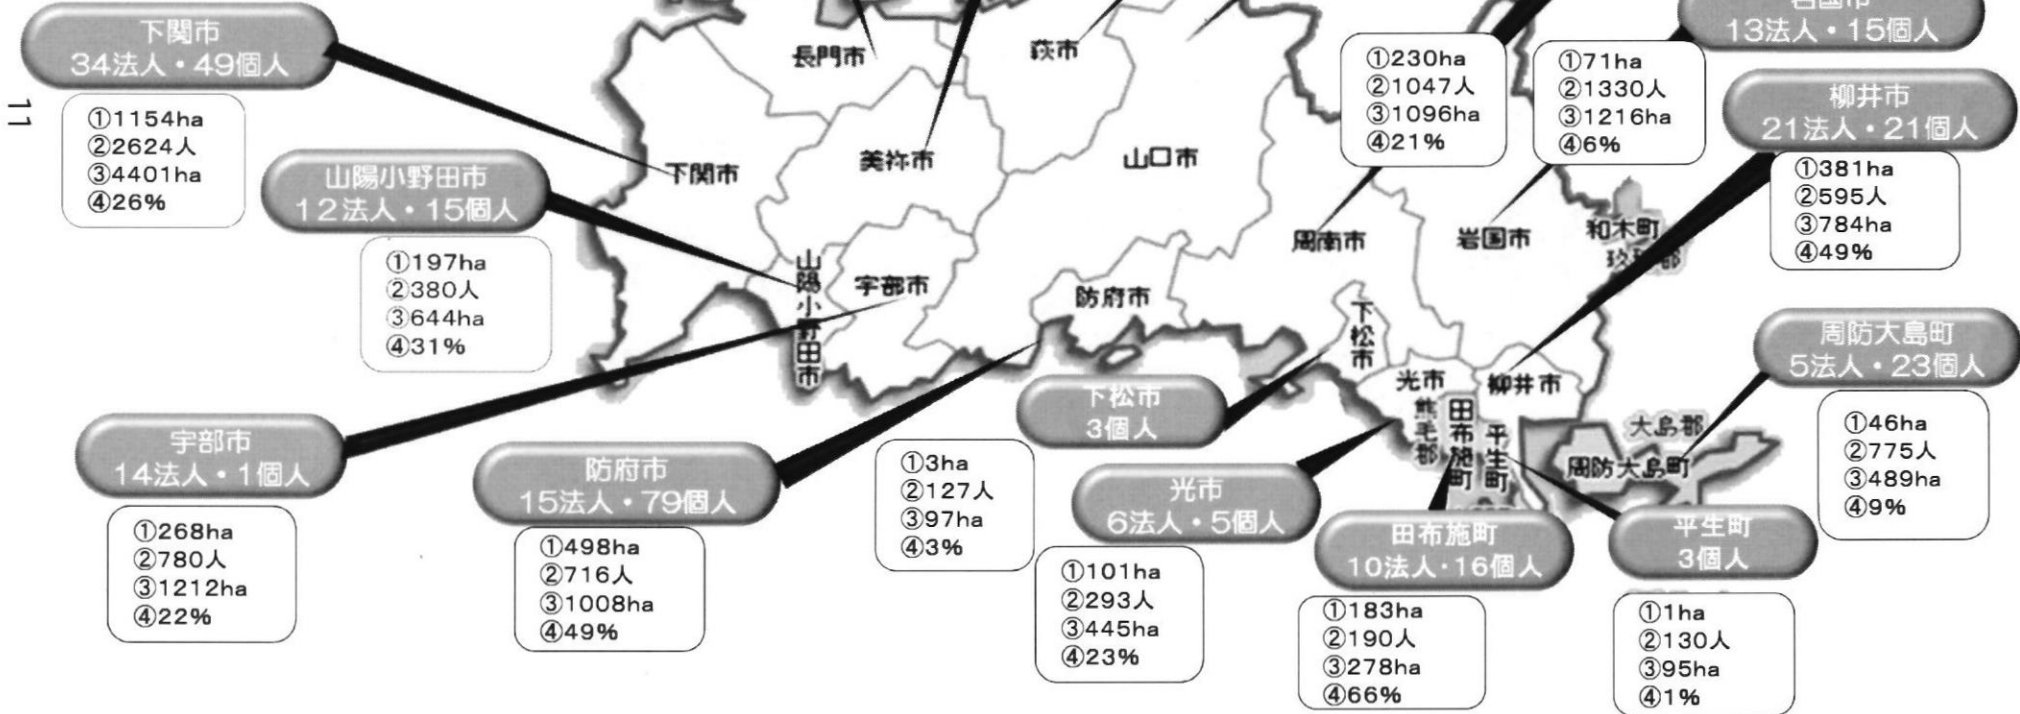 下関市
34法人・49個人
①1154ha
②2624人
③4401ha
④26%
11
山陽小野田市
12法人・15個人
①197ha
②380人
③644ha
④31%
宇部市
14法人・1個人
①268ha
②780人
③1212ha
④22%
防府市
15法人・79個人
①498ha
②716人
③1008ha
④49%
下松市
3個人
①3ha
②127人
③97ha
④3%
光市
6法人・5個人
①101ha
②293人
③445ha
④23%
田布施町
10法人・16個人
①183ha
②190人
③278ha
④66%
平生町
3個人
①1ha
②130人
③95ha
④1%
周防大島町
5法人・23個人
①46ha
②775人
③489ha
④9%
柳井市
21法人・21個人
①381ha
②595人
③784ha
④49%
岩国市
13法人・15個人
①71ha
②1330人
③1216ha
④6%
①230ha
②1047人
③1096ha
④21%
長門市
萩市
下関市
美祢市
山口市
山陽小野田市
宇部市
防府市
周南市
岩国市
和木町
玖珂郡
下松市
光市
柳井市
熊毛郡
田布施町
平生町
大島郡
周防大島町